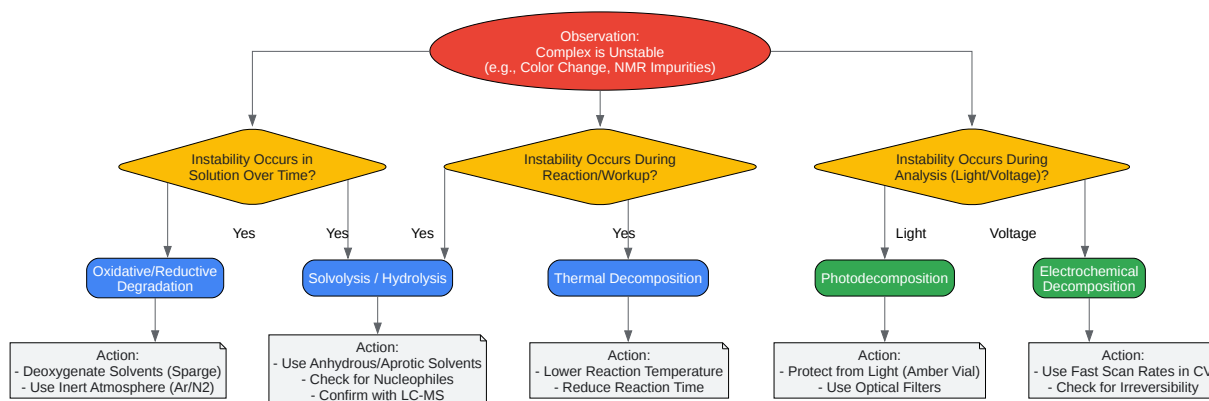 Observation:
Complex is Unstable
(e.g., Color Change, NMR Impurities)
Instability Occurs in
Solution Over Time?
Instability Occurs During
Reaction/Workup?
Instability Occurs During
Analysis (Light/Voltage)?
Yes
Yes
Yes
Yes
Light
Voltage
Oxidative/Reductive
Degradation
Solvolysis / Hydrolysis
Thermal Decomposition
Photodecomposition
Electrochemical
Decomposition
Action:
- Deoxygenate Solvents (Sparge)
- Use Inert Atmosphere (Ar/N2)
Action:
- Use Anhydrous/Aprotic Solvents
- Check for Nucleophiles
- Confirm with LC-MS
Action:
- Lower Reaction Temperature
- Reduce Reaction Time
Action:
- Protect from Light (Amber Vial)
- Use Optical Filters
Action:
- Use Fast Scan Rates in CV
- Check for Irreversibility